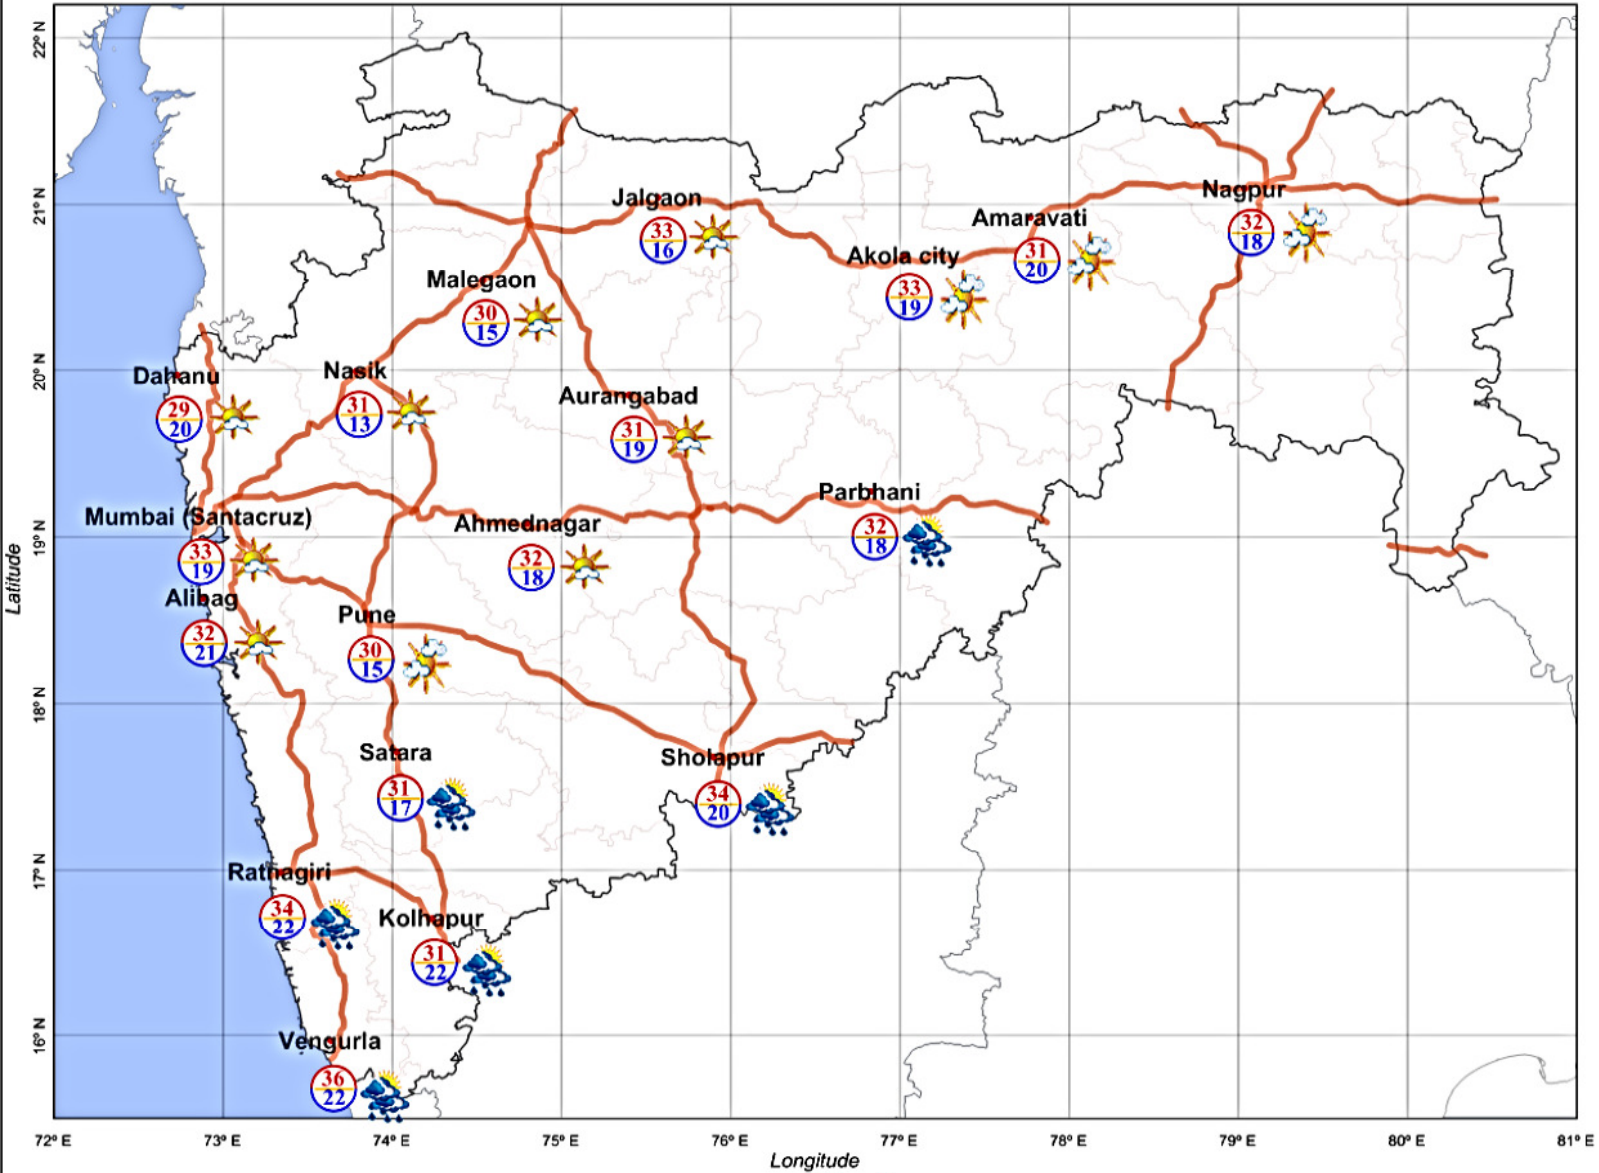 22° N
21° N
20° N
19° N
18° N
17° N
16° N
Latitude
Jalgaon
33
16
Nagpur
32
18
Amaravati
31
20
Akola city
33
19
Malegaon
30
15
Dahanu
29
20
Nasik
31
13
Aurangabad
31
19
Parbhani
32
18
Mumbai (Santacruz)
33
19
Ahmednagar
32
18
Alibag
32
21
Pune
30
15
Satara
31
17
Sholapur
34
20
Ratnagiri
34
22
Kolhapur
31
22
Vengurla
36
22
72° E
73° E
74° E
75° E
76° E
77° E
78° E
79° E
80° E
81° E
Longitude